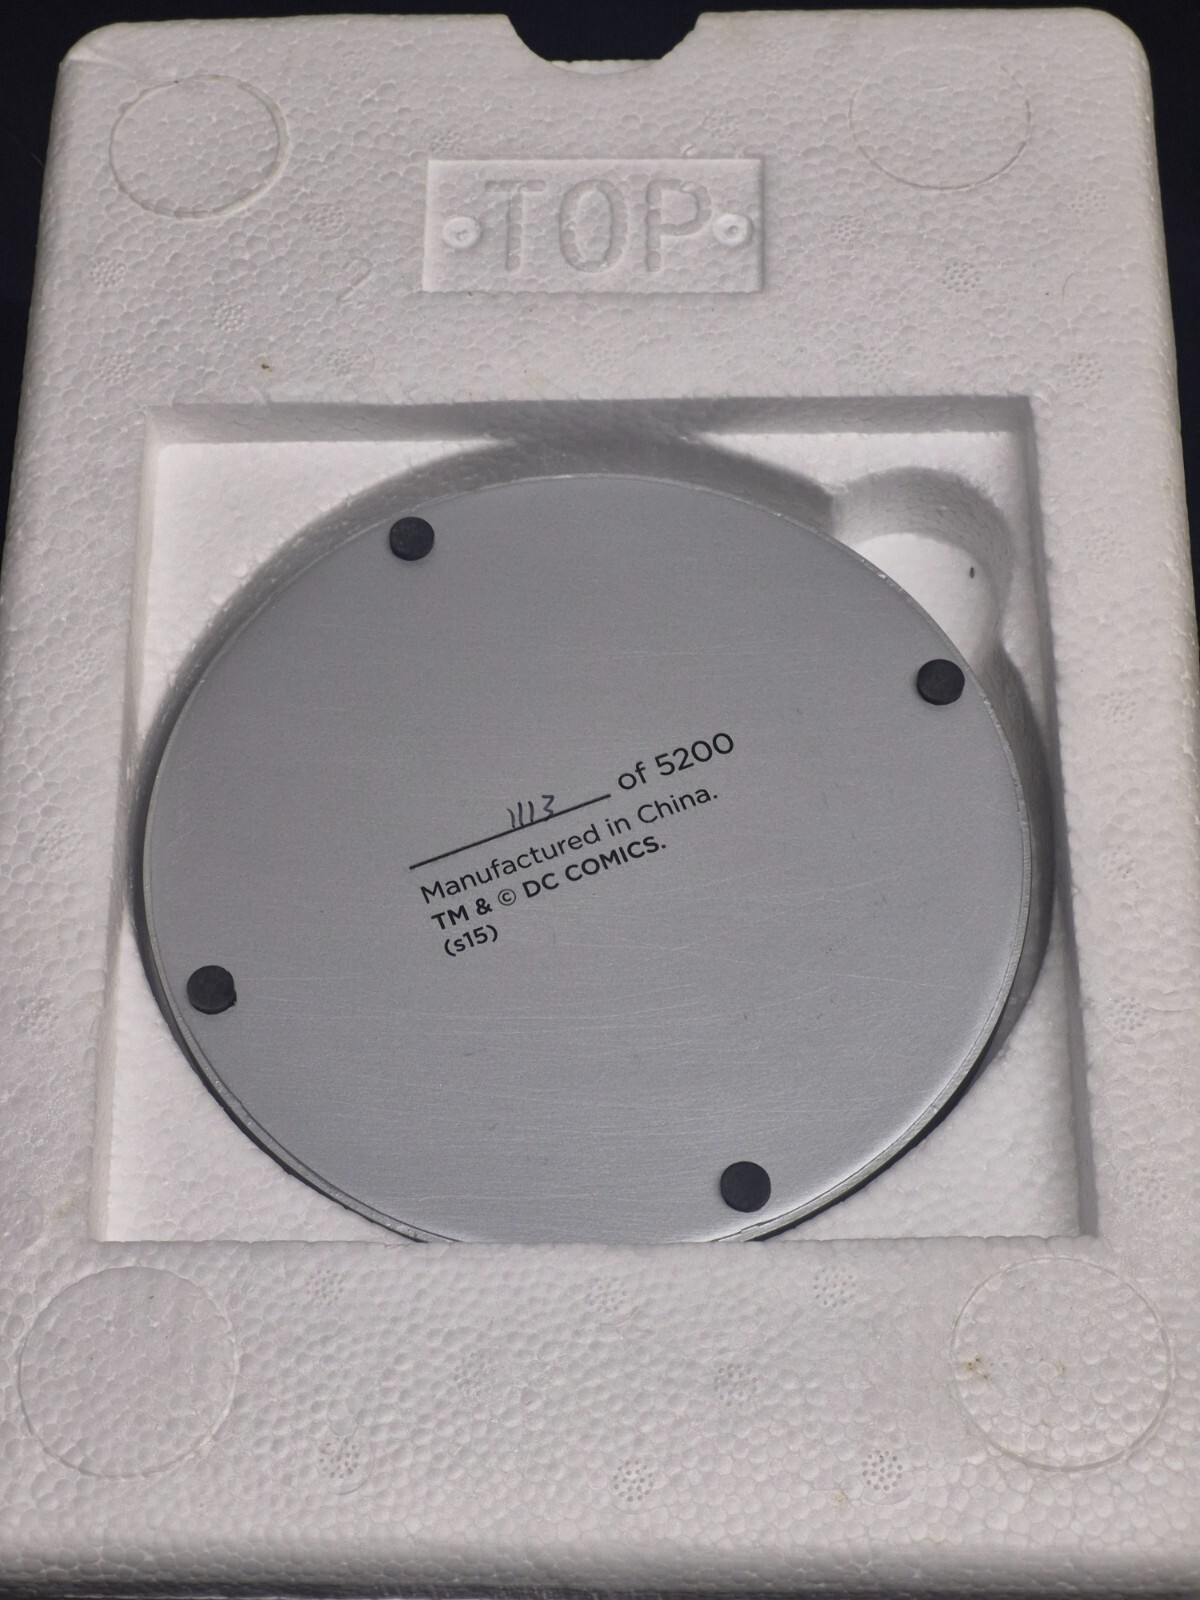 TOP
1113 of 5200
Manufactured in China.
TM & © DC COMICS.
(s15)